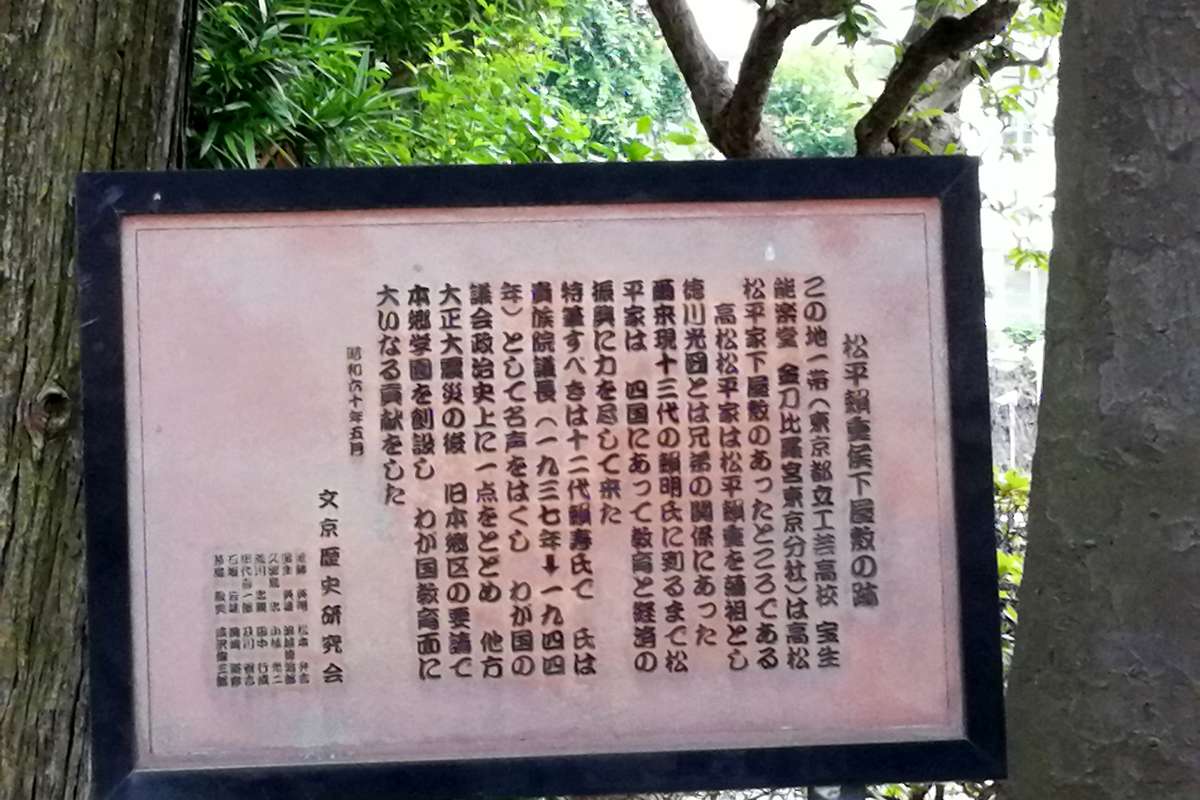 松平頼重侯下屋敷の跡
この地一帯(東京都立工芸高校 宝生
能楽堂 金刀比羅宮東京分社)は高松
松平家下屋敷のあったところである
高松松平家は松平頼重を藩祖とし
徳川光圀とは兄弟の関係にあった
爾来現十三代の頼明氏に到るまで松
平家は 四国にあって教育と経済の
振興に力を尽して来た
特筆すべきは十二代頼寿氏で 氏は
貴族院議長(一九三七年→一九四四
年)として名声をはくし わが国の
議会政治史上に一点をとどめ 他方
大正大震災の後 旧本郷区の要請で
本郷学園を創設し わが国教育面に
大いなる貢献をした
昭和六十年五月
文京歴史研究会